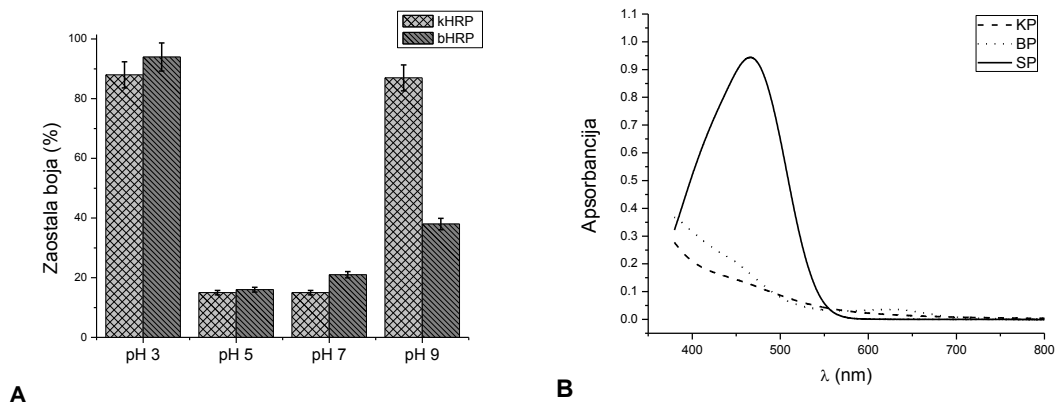 kHRP
bHRP
Zaostala boja (%)
100
80
60
40
20
0
pH 3 pH 5 pH 7 pH 9
A
KP
BP
SP
Apsorbancija
1.1
1.0
0.9
0.8
0.7
0.6
0.5
0.4
0.3
0.2
0.1
0.0
400 500 600 700 800
λ (nm)
B